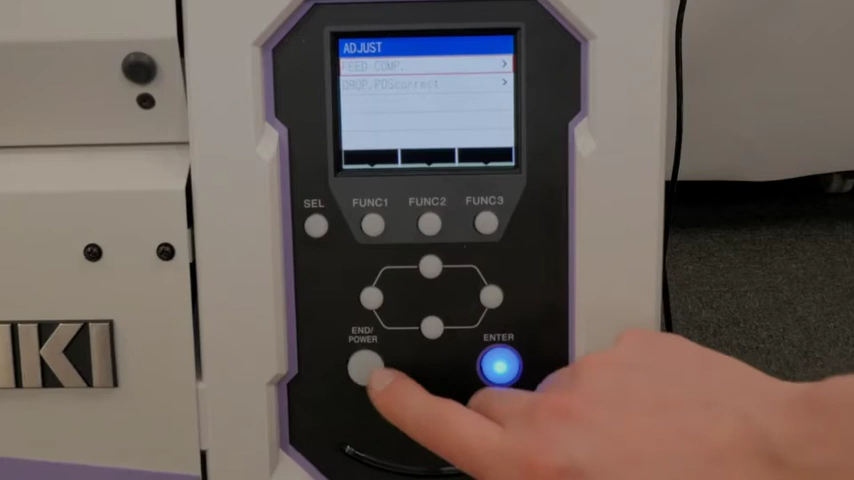 ADJUST
FEED COMP. >
DROP.POScorrect >
SEL FUNC1 FUNC2 FUNC3
END/
POWER
ENTER
IKI